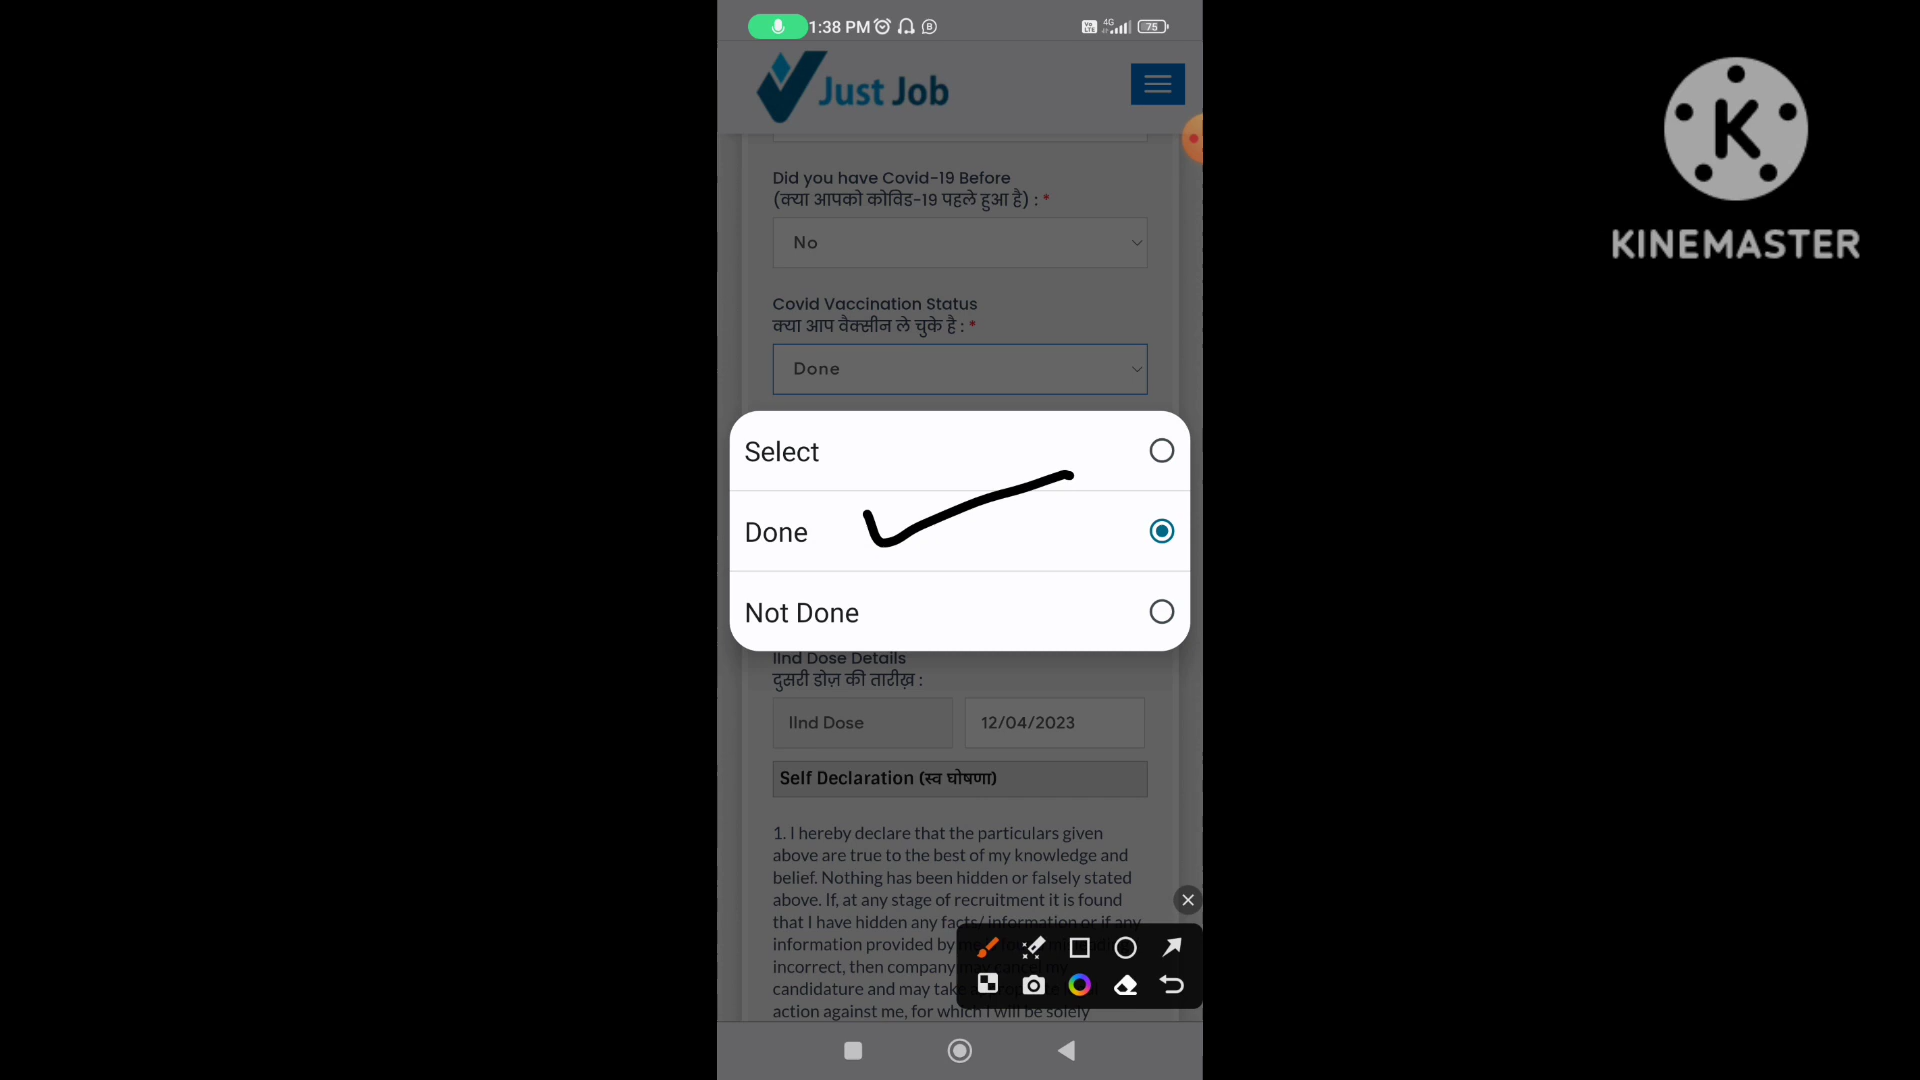 1:38 PM
4G
75
Just Job
KINEMASTER
Did you have Covid-19 Before
(क्या आपको कोविड-19 पहले हुआ है) : *
No
Covid Vaccination Status
क्या आप वैक्सीन ले चुके है : *
Done
Select
Done
Not Done
IInd Dose Details
दुसरी डोज़ की तारीख़ :
IInd Dose
12/04/2023
Self Declaration (स्व घोषणा)
1. I hereby declare that the particulars given
above are true to the best of my knowledge and
belief. Nothing has been hidden or falsely stated
above. If, at any stage of recruitment it is found
that I have hidden any facts/ information or if any
information provided by
incorrect, then company may cancel my
candidature and may take
action against me, for which I will be solely